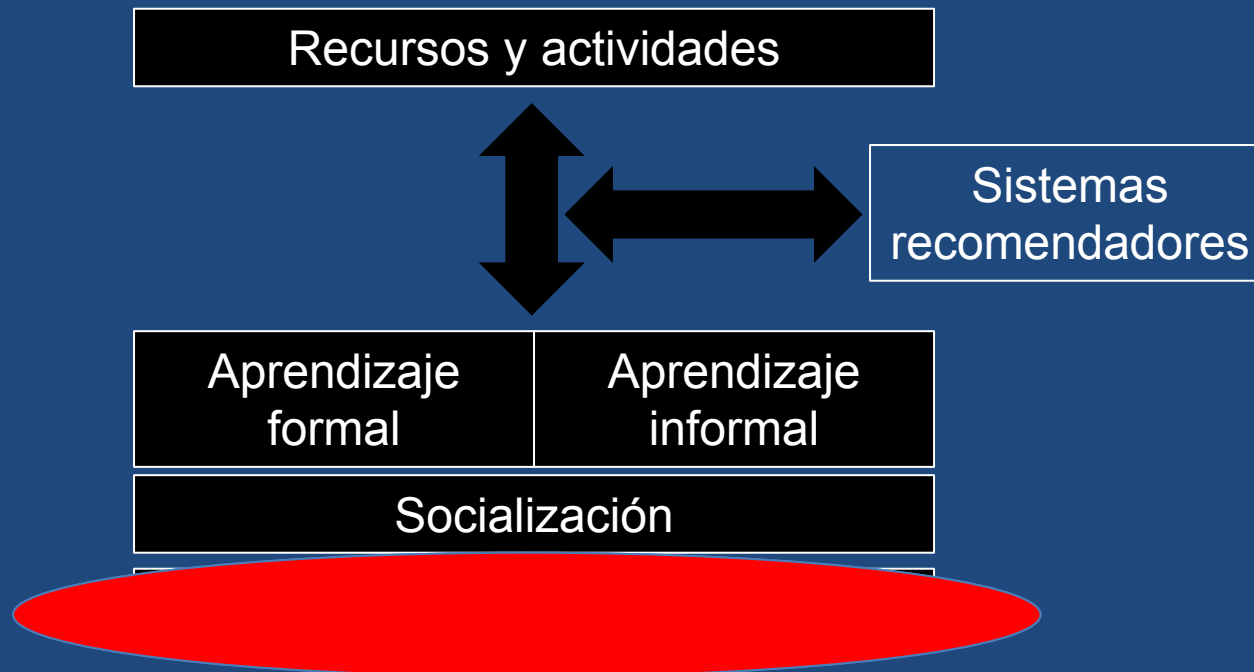 Recursos y actividades
Sistemas
recomendadores
Aprendizaje
formal
Aprendizaje
informal
Socialización